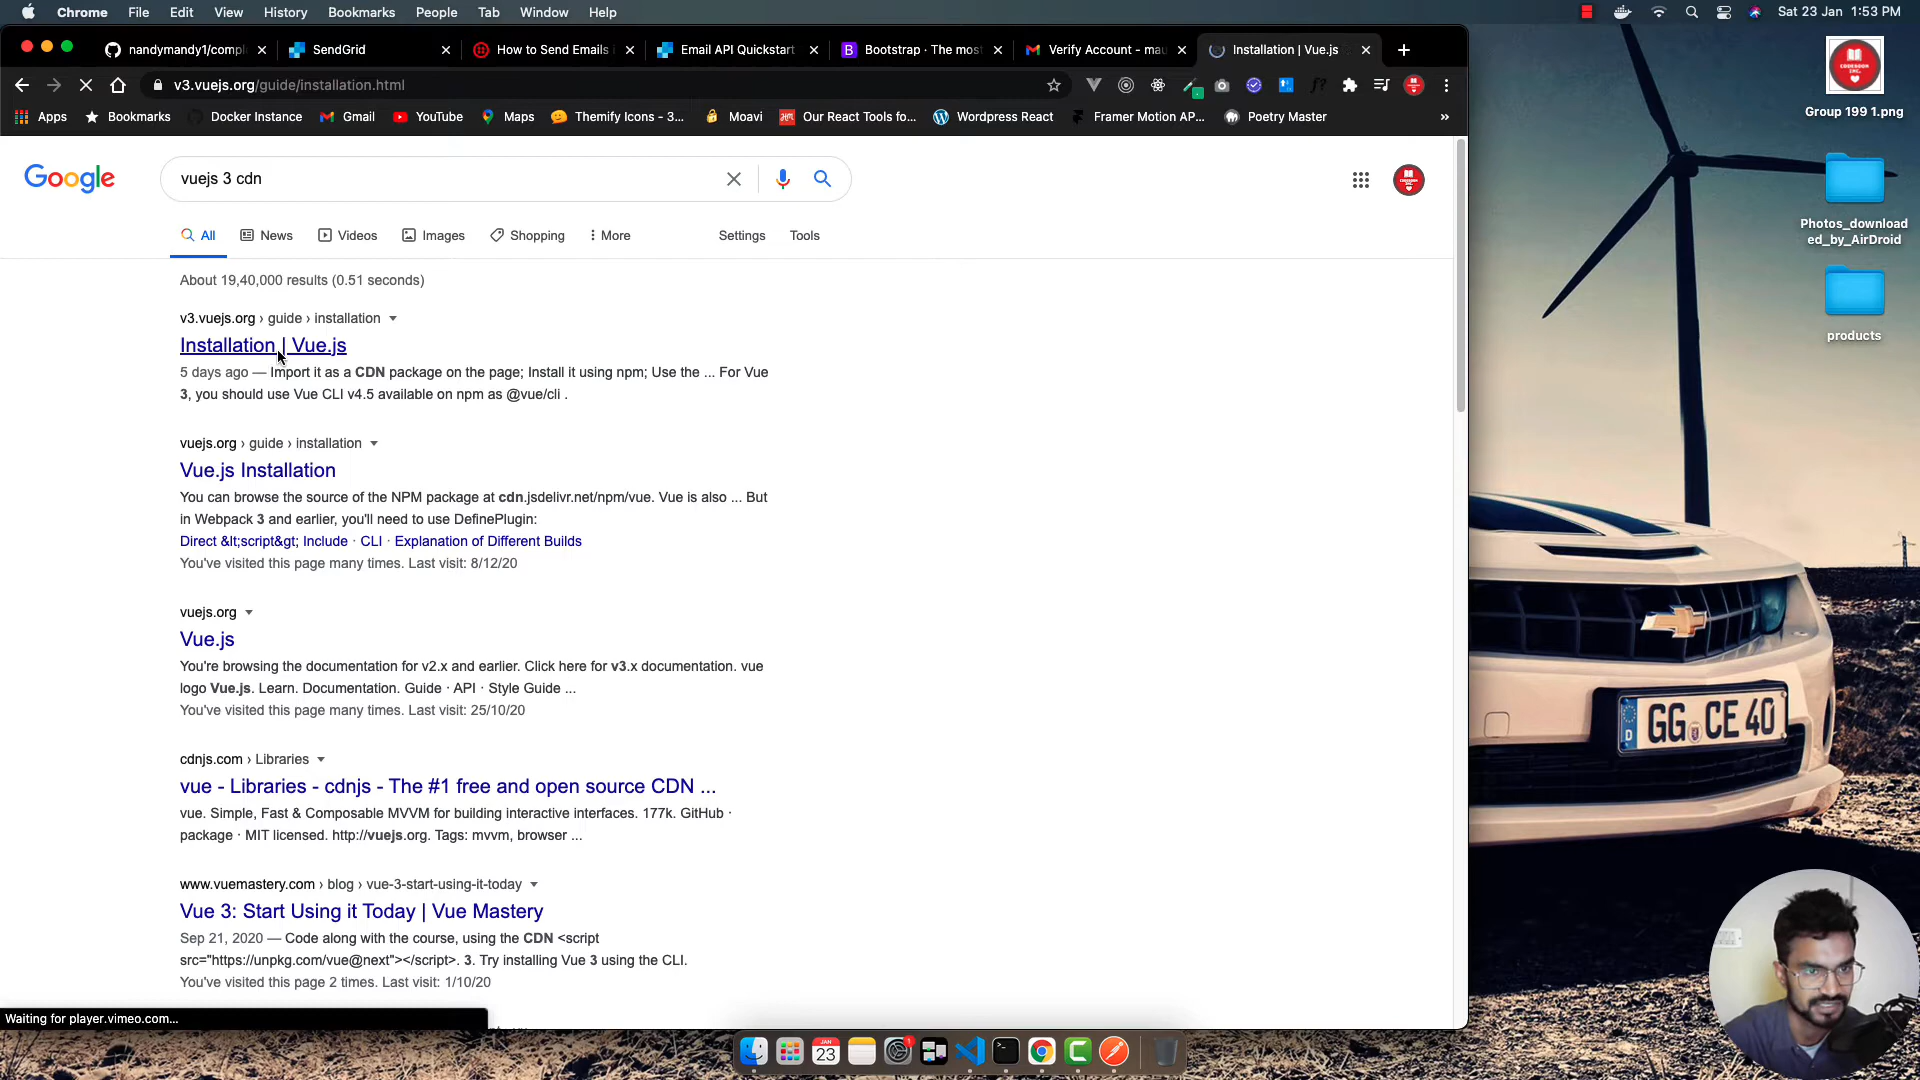 Chrome File Edit View History Bookmarks People Tab Window Help Sat 23 Jan 1:53 PM
nandymandy1/compl SendGrid How to Send Emails Email API Quickstart Bootstrap · The most Verify Account - mau Installation | Vue.js
v3.vuejs.org/guide/installation.html
Apps Bookmarks Docker Instance Gmail YouTube Maps Themify Icons - 3... Moavi Our React Tools fo... Wordpress React Framer Motion AP... Poetry Master »
Group 199 1.png
Photos_download
ed_by_AirDroid
products
Google
vuejs 3 cdn
All News Videos Images Shopping More Settings Tools
About 19,40,000 results (0.51 seconds)
v3.vuejs.org › guide › installation
Installation | Vue.js
5 days ago — Import it as a CDN package on the page; Install it using npm; Use the ... For Vue
3, you should use Vue CLI v4.5 available on npm as @vue/cli .
vuejs.org › guide › installation
Vue.js Installation
You can browse the source of the NPM package at cdn.jsdelivr.net/npm/vue. Vue is also ... But
in Webpack 3 and earlier, you'll need to use DefinePlugin:
Direct &lt;script&gt; Include · CLI · Explanation of Different Builds
You've visited this page many times. Last visit: 8/12/20
vuejs.org
Vue.js
You're browsing the documentation for v2.x and earlier. Click here for v3.x documentation. vue
logo Vue.js. Learn. Documentation. Guide · API · Style Guide ...
You've visited this page many times. Last visit: 25/10/20
cdnjs.com › Libraries
vue - Libraries - cdnjs - The #1 free and open source CDN ...
vue. Simple, Fast & Composable MVVM for building interactive interfaces. 177k. GitHub ·
package · MIT licensed. http://vuejs.org. Tags: mvvm, browser ...
www.vuemastery.com › blog › vue-3-start-using-it-today
Vue 3: Start Using it Today | Vue Mastery
Sep 21, 2020 — Code along with the course, using the CDN <script
src="https://unpkg.com/vue@next"></script>. 3. Try installing Vue 3 using the CLI.
You've visited this page 2 times. Last visit: 1/10/20
Waiting for player.vimeo.com...
GG CE 40
D
JAN
23
1